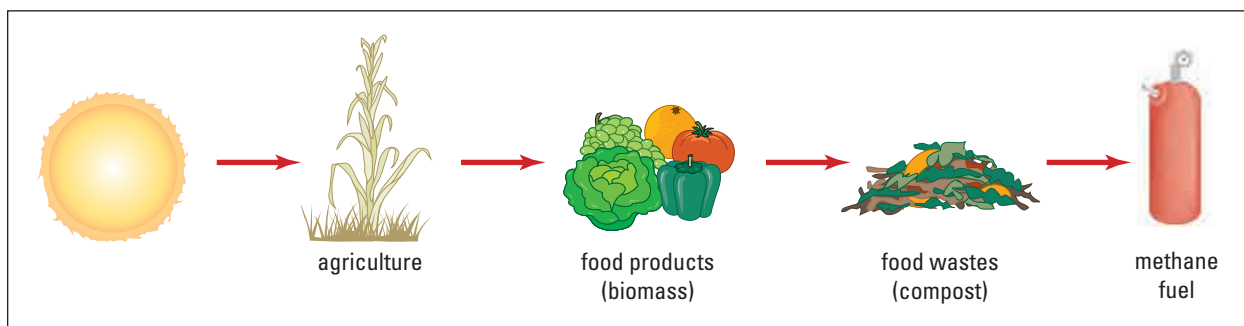 agriculture
food products
(biomass)
food wastes
(compost)
methane
fuel